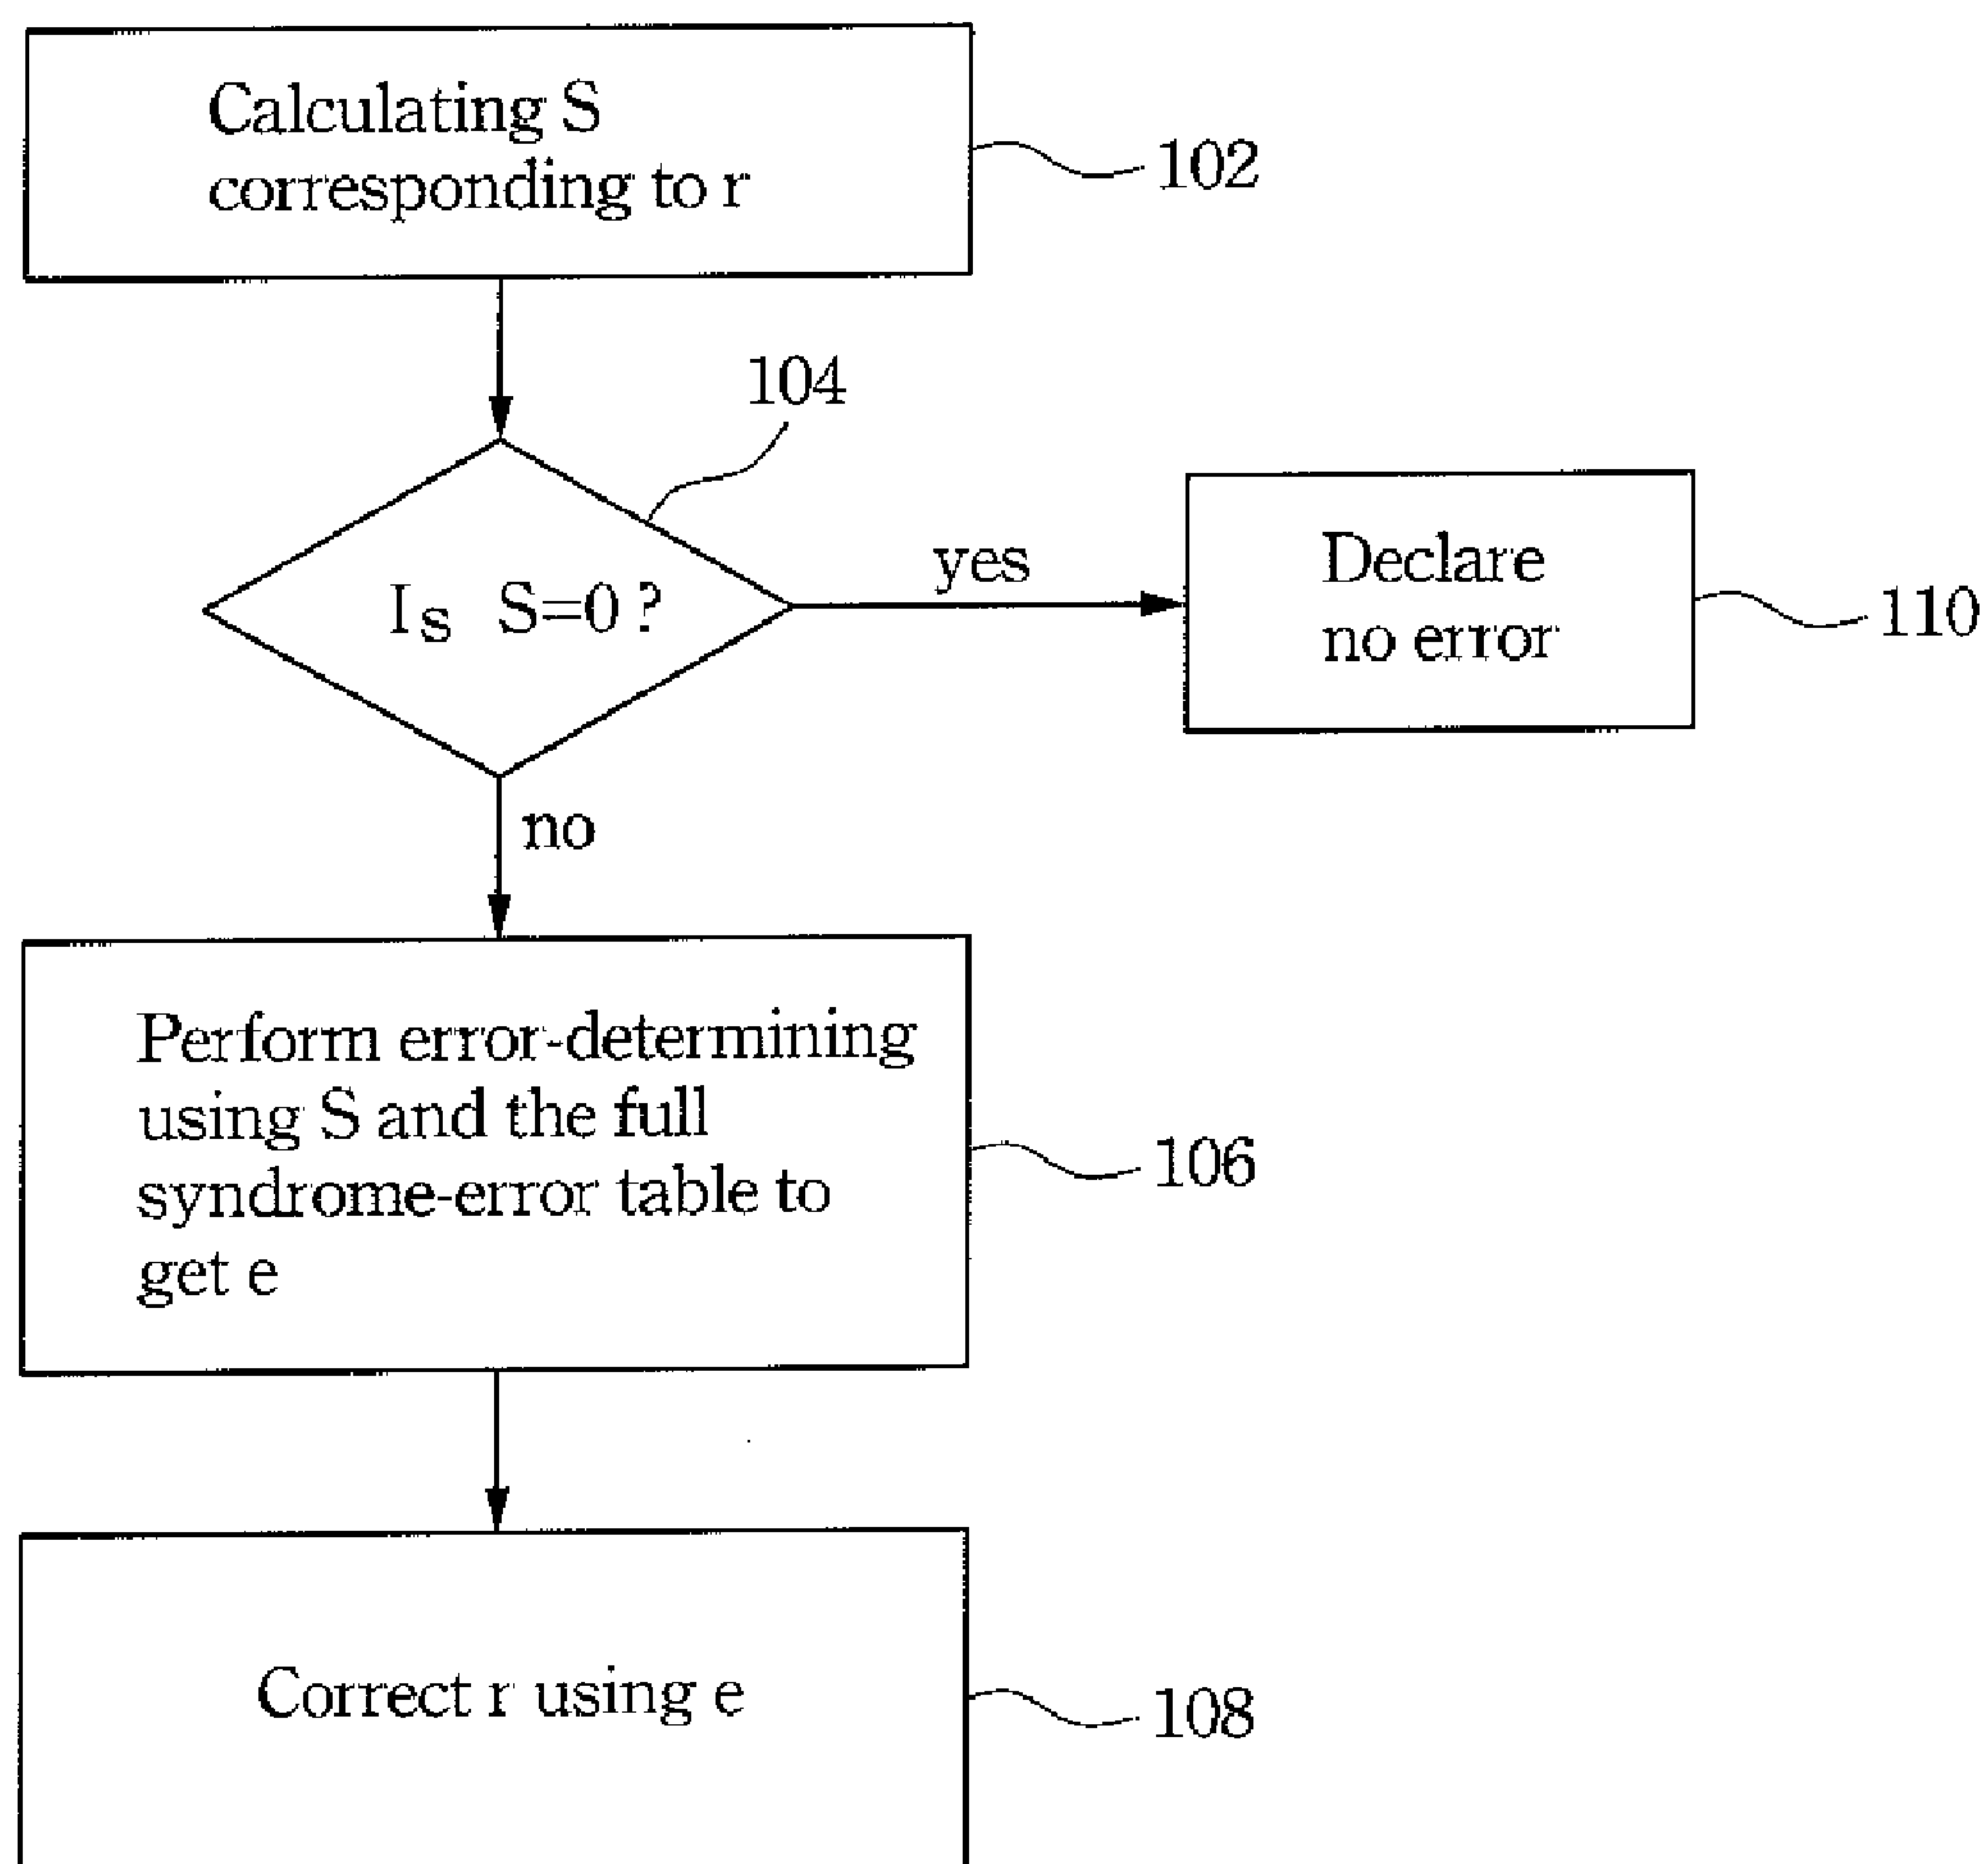 Calculating S
corresponding to r
102
104
Is S=0 ?
yes
Declare
no error
110
no
Perform error-determining
using S and the full
syndrome-error table to
get e
106
Correct r using e
108